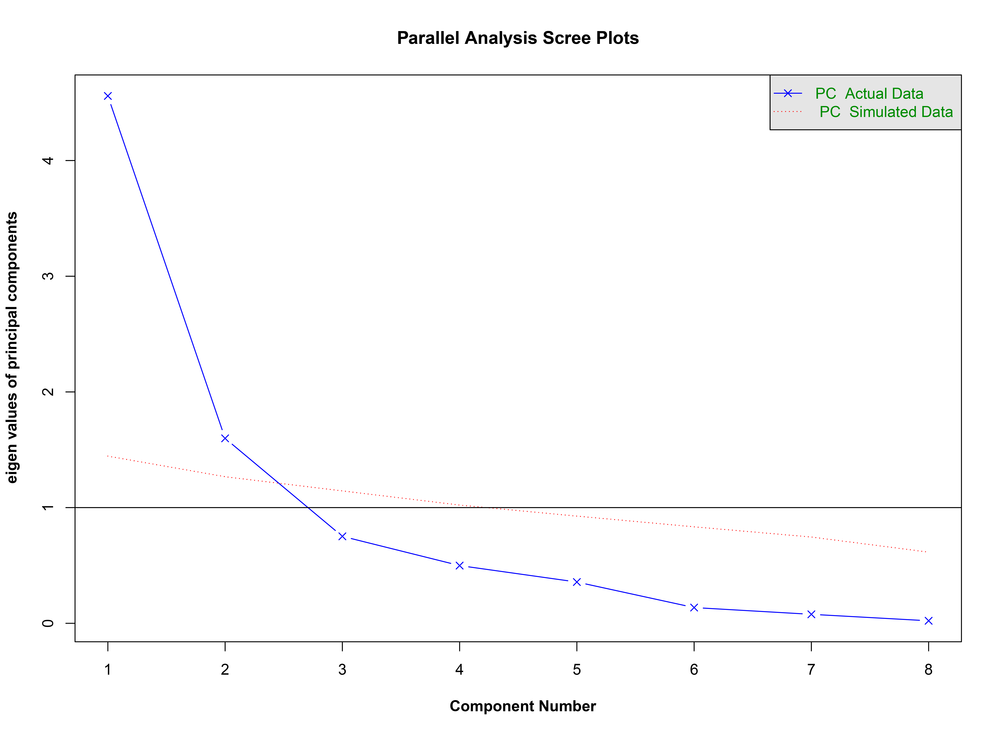 Parallel Analysis Scree Plots
PC Actual Data
PC Simulated Data
eigen values of principal components
4
3
2
1
0
1 2 3 4 5 6 7 8
Component Number